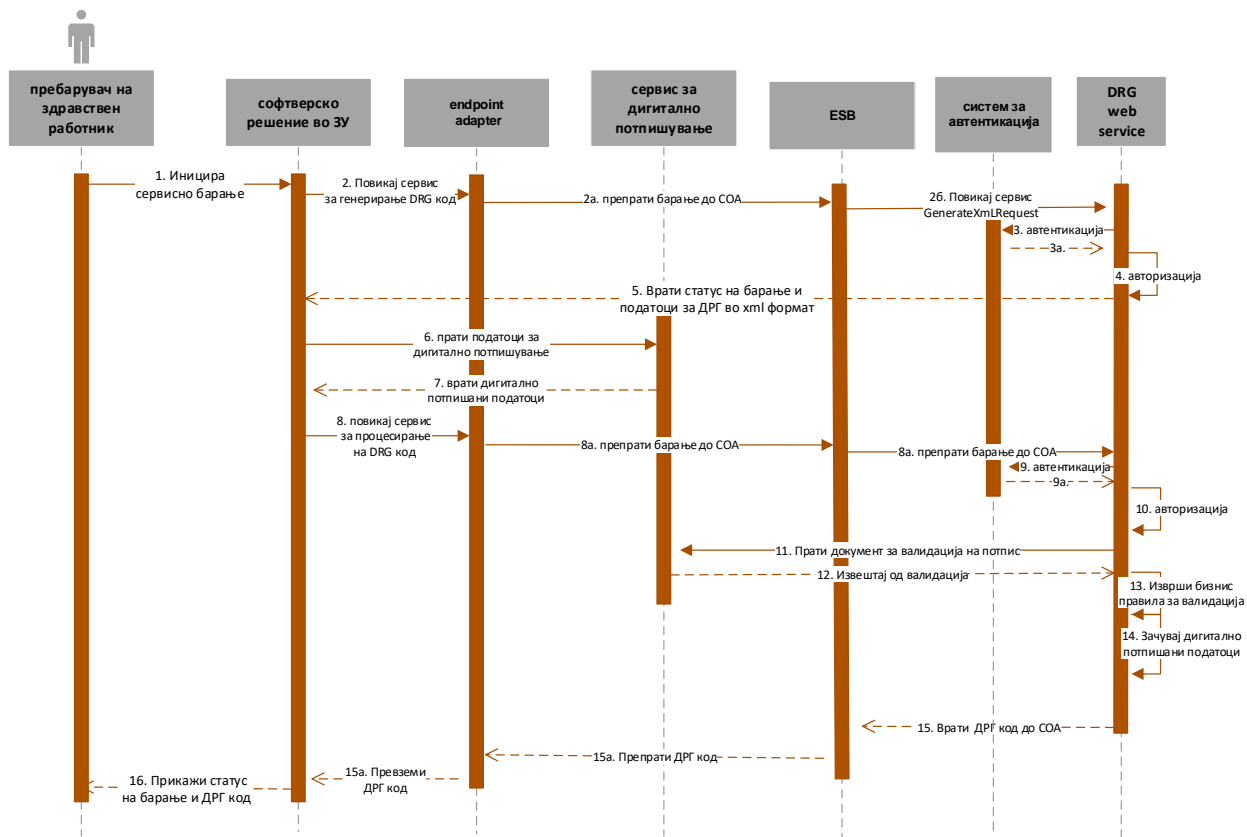 пребарувач на
здравствен
работник
софтверско
решение во ЗУ
endpoint
adapter
сервис за
дигитално
потпишување
ESB
систем за
автентикација
DRG
web
service
1. Иницира
сервисно барање
2. Повикај сервис
за генерирање DRG код
2а. препрати барање до СОА
2б. Повикај сервис
GenerateXmLRequest
3. автентикација
3а.
4. авторизација
5. Врати статус на барање и
податоци за ДРГ во xml формат
6. прати податоци за
дигитално потпишување
7. врати дигитално
потпишани податоци
8. повикај сервис
за процесирање
на DRG код
8а. препрати барање до СОА
8а. препрати барање до СОА
9. автентикација
9а.
10. авторизација
11. Прати документ за валидација на потпис
12. Извештај од валидација
13. Изврши бизнис
правила за валидација
14. Зачувај дигитално
потпишани податоци
15. Врати ДРГ код до СОА
15а. Препрати ДРГ код
15а. Превземи
ДРГ код
16. Прикажи статус
на барање и ДРГ код